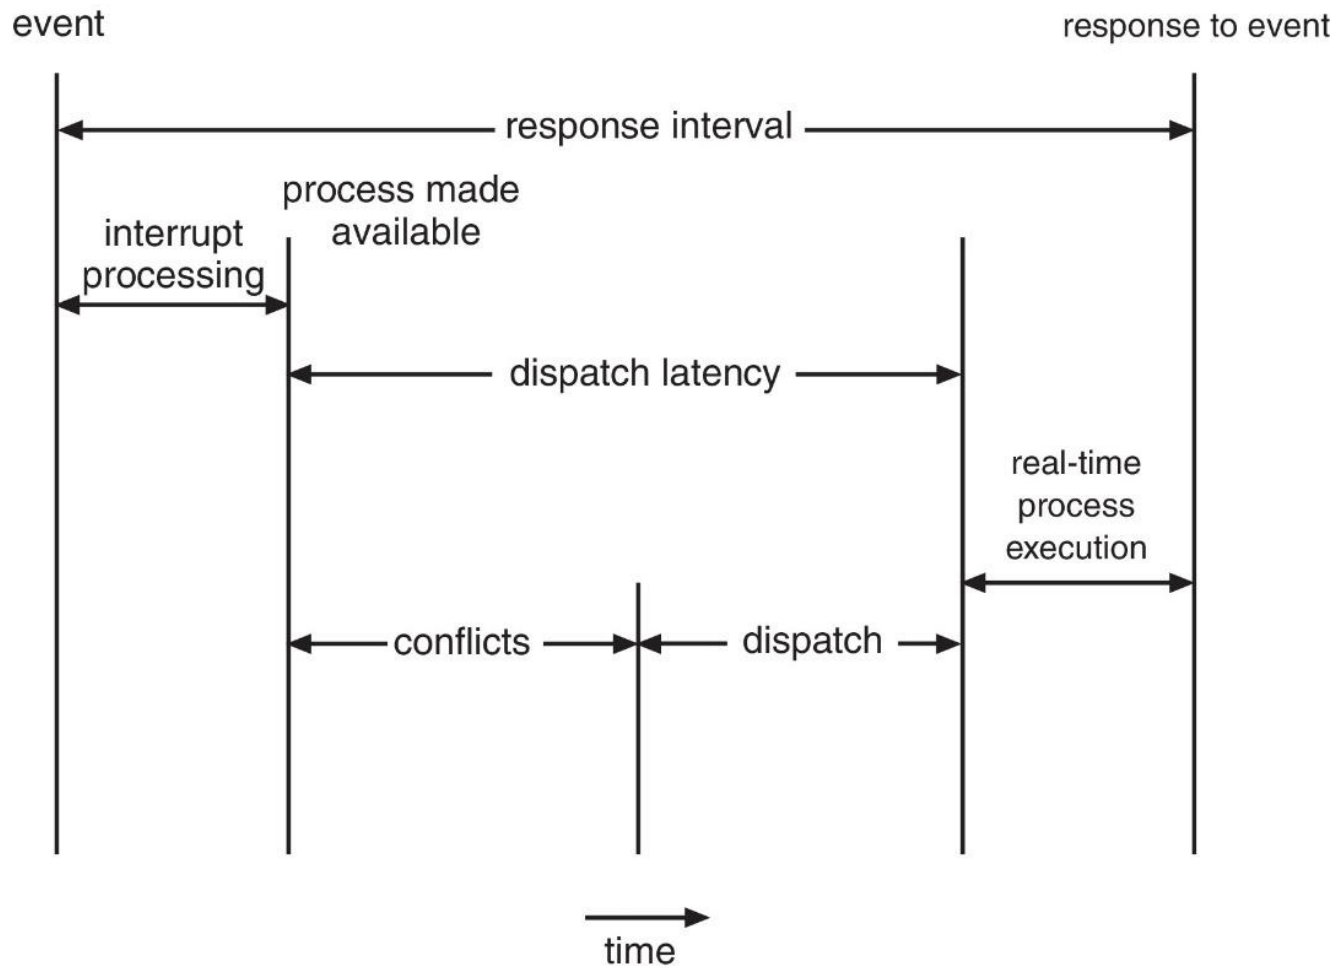 event
response to event
response interval
process made
available
interrupt
processing
dispatch latency
real-time
process
execution
conflicts
dispatch
time